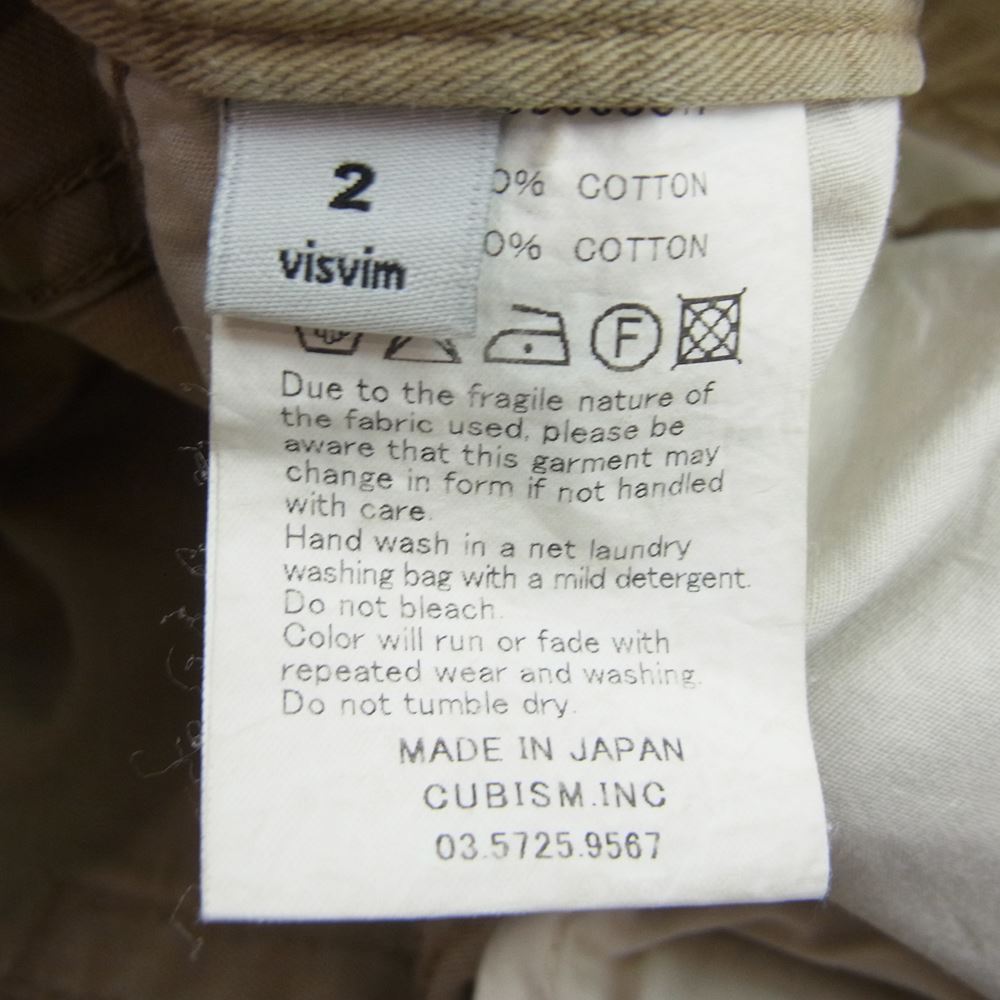 2
visvim
0% COTTON
0% COTTON
F
Due to the fragile nature of
the fabric used, please be
aware that this garment may
change in form if not handled
with care.
Hand wash in a net laundry
washing bag with a mild detergent.
Do not bleach.
Color will run or fade with
repeated wear and washing.
Do not tumble dry.
MADE IN JAPAN
CUBISM.INC
03.5725.9567